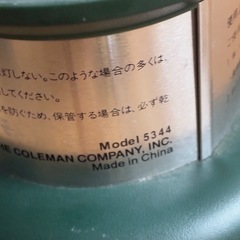 灯しない。このような場合の多くは、
してください。
を防ぐため、保管する場合は、必ず乾
Model 5344
THE COLEMAN COMPANY, INC.
Made in China